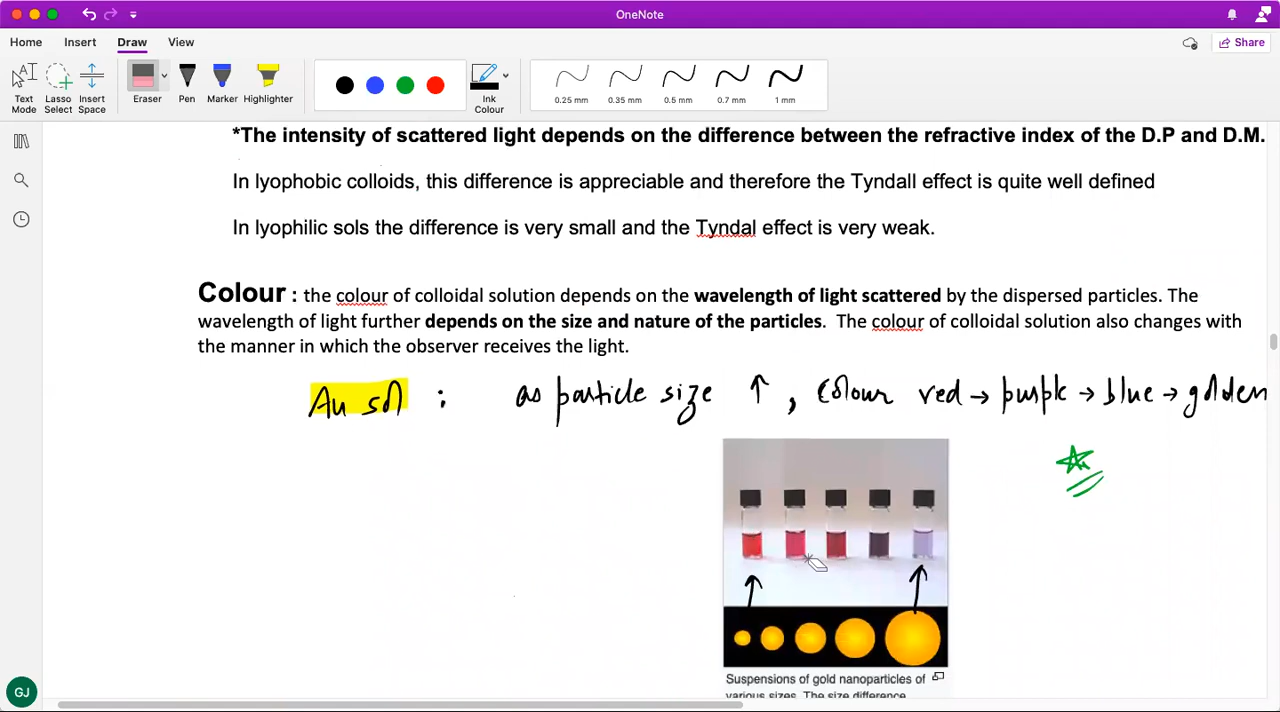 OneNote
Home Insert Draw View
Share
Text Mode
Lasso Select
Insert Space
Eraser
Pen
Marker
Highlighter
Ink Colour
0.25 mm
0.35 mm
0.5 mm
0.7 mm
1 mm
*The intensity of scattered light depends on the difference between the refractive index of the D.P and D.M.
In lyophobic colloids, this difference is appreciable and therefore the Tyndall effect is quite well defined
In lyophilic sols the difference is very small and the Tyndal effect is very weak.
Colour : the colour of colloidal solution depends on the wavelength of light scattered by the dispersed particles. The
wavelength of light further depends on the size and nature of the particles. The colour of colloidal solution also changes with
the manner in which the observer receives the light.
Au sol : as particle size ↑ , colour red → purple → blue → golden
Suspensions of gold nanoparticles of
various sizes. The size difference
GJ